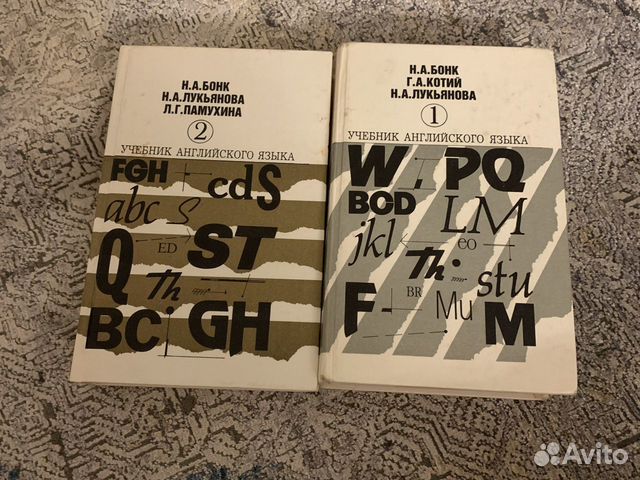 Н.А.БОНК
Н.А.ЛУКЬЯНОВА
Л.Г.ПАМУХИНА
2
УЧЕБНИК АНГЛИЙСКОГО ЯЗЫКА
FGH cdS
abc S
Q ED ST
Th
BC GH
Н.А.БОНК
Г.А.КОТИЙ
Н.А.ЛУКЬЯНОВА
1
УЧЕБНИК АНГЛИЙСКОГО ЯЗЫКА
W, PQ
BCD LM
jkl EO
Th stu
F BR Mu M
Avito